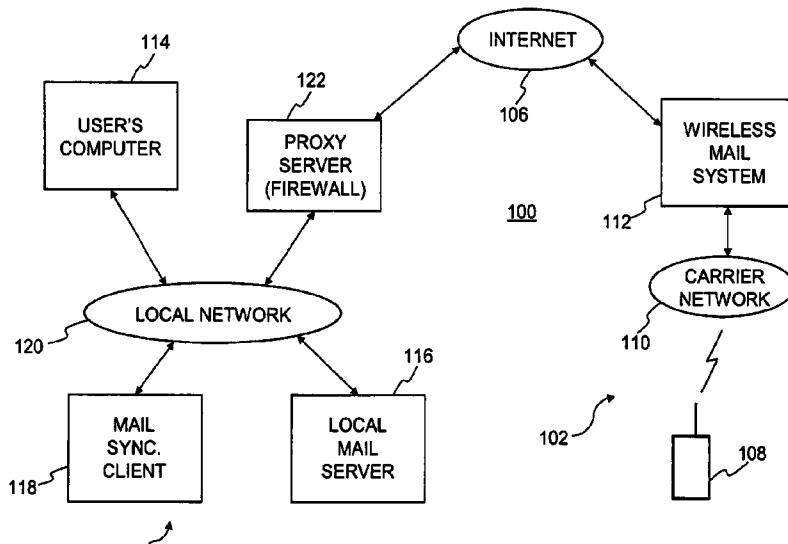 114
USER'S
COMPUTER
122
PROXY
SERVER
(FIREWALL)
INTERNET
106
WIRELESS
MAIL
SYSTEM
112
100
CARRIER
NETWORK
110
LOCAL NETWORK
120
116
MAIL
SYNC.
CLIENT
118
LOCAL
MAIL
SERVER
102
108